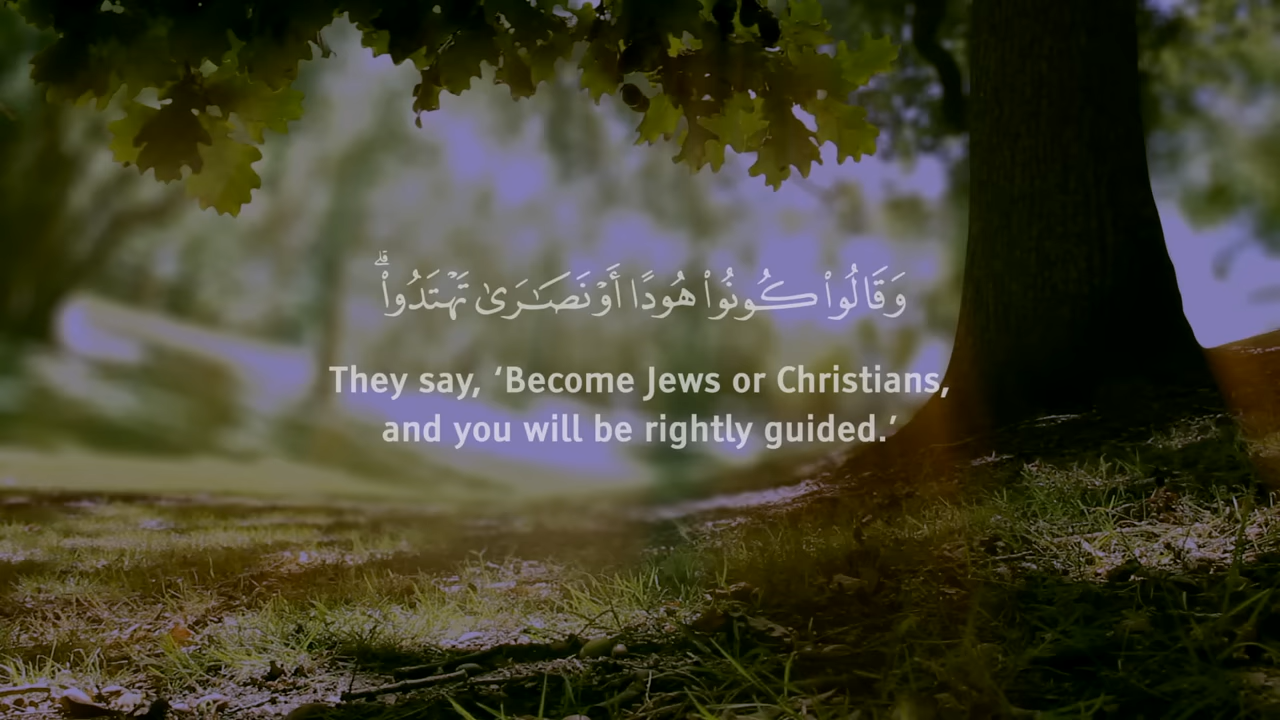 وَقَالُوا۟ كُونُوا۟ هُودًا أَوْ نَصَـٰرَىٰ تَهْتَدُوا۟ ۗ
They say, ‘Become Jews or Christians,
and you will be rightly guided.’